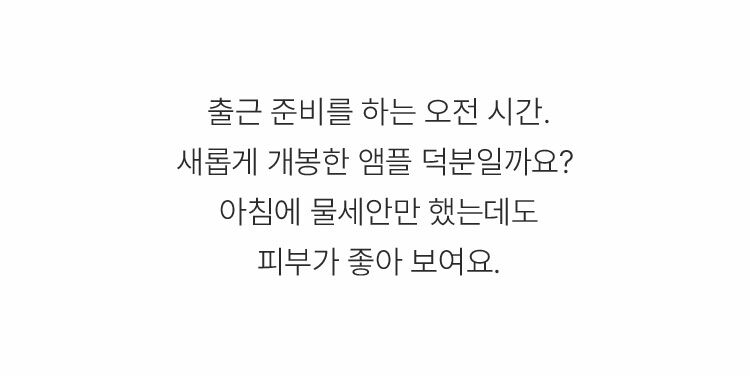 출근 준비를 하는 오전 시간.
새롭게 개봉한 앰플 덕분일까요?
아침에 물세안만 했는데도
피부가 좋아 보여요.